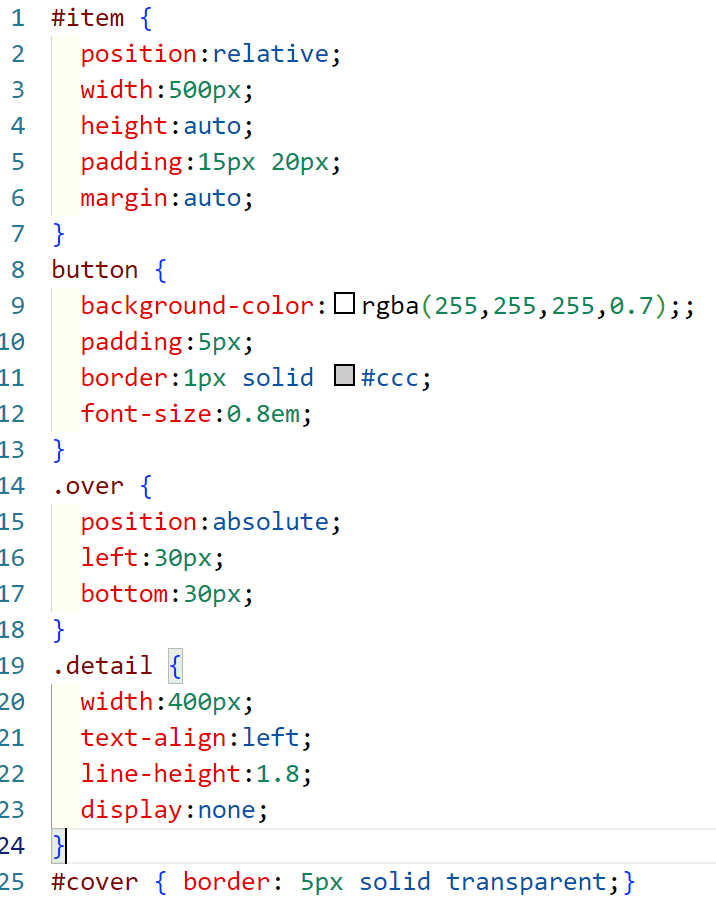 1 #item {
2 position:relative;
3 width:500px;
4 height:auto;
5 padding:15px 20px;
6 margin:auto;
7 }
8 button {
9 background-color:rgba(255,255,255,0.7);;
10 padding:5px;
11 border:1px solid #ccc;
12 font-size:0.8em;
13 }
14 .over {
15 position:absolute;
16 left:30px;
17 bottom:30px;
18 }
19 .detail {
20 width:400px;
21 text-align:left;
22 line-height:1.8;
23 display:none;
24 }
25 #cover { border: 5px solid transparent;}